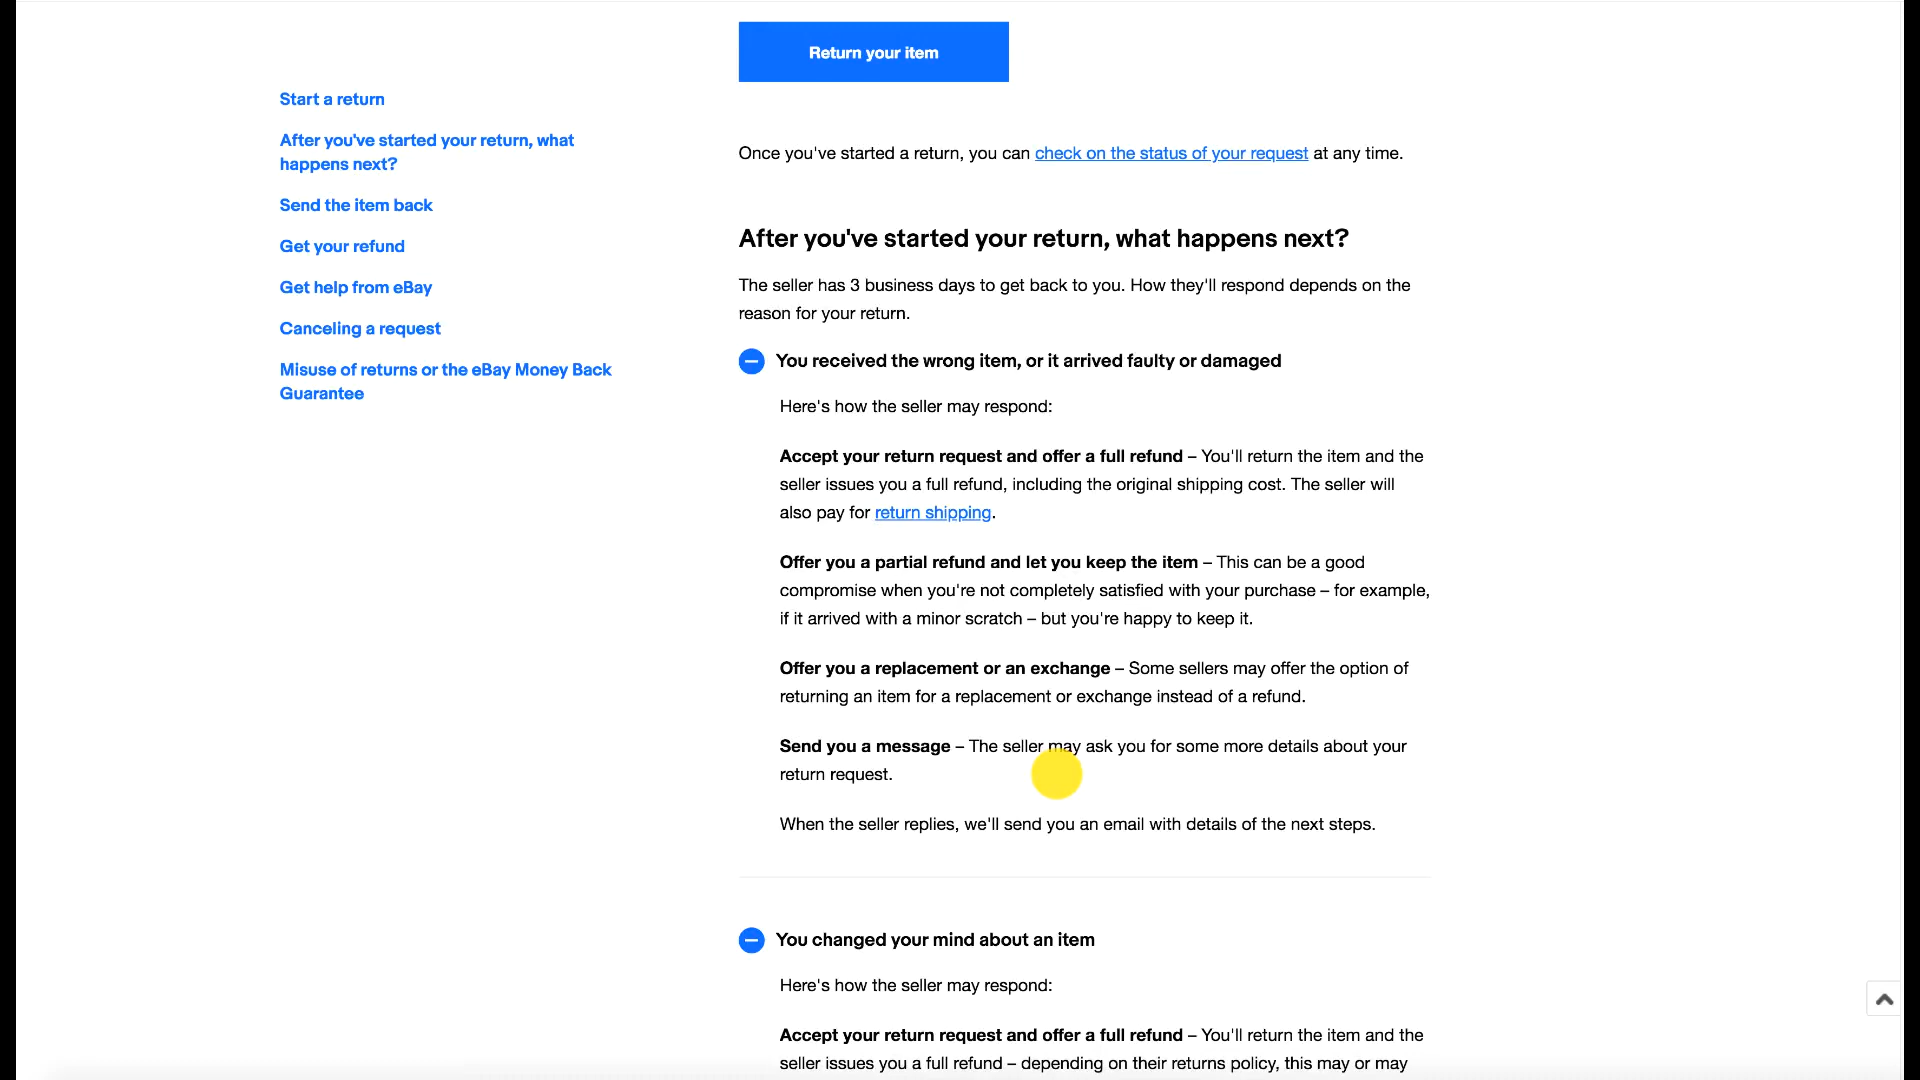 Return your item
Start a return
After you've started your return, what
happens next?
Send the item back
Get your refund
Get help from eBay
Canceling a request
Misuse of returns or the eBay Money Back
Guarantee
Once you've started a return, you can check on the status of your request at any time.
After you've started your return, what happens next?
The seller has 3 business days to get back to you. How they'll respond depends on the
reason for your return.
You received the wrong item, or it arrived faulty or damaged
Here's how the seller may respond:
Accept your return request and offer a full refund – You'll return the item and the
seller issues you a full refund, including the original shipping cost. The seller will
also pay for return shipping.
Offer you a partial refund and let you keep the item – This can be a good
compromise when you're not completely satisfied with your purchase – for example,
if it arrived with a minor scratch – but you're happy to keep it.
Offer you a replacement or an exchange – Some sellers may offer the option of
returning an item for a replacement or exchange instead of a refund.
Send you a message – The seller may ask you for some more details about your
return request.
When the seller replies, we'll send you an email with details of the next steps.
You changed your mind about an item
Here's how the seller may respond:
Accept your return request and offer a full refund – You'll return the item and the
seller issues you a full refund – depending on their returns policy, this may or may